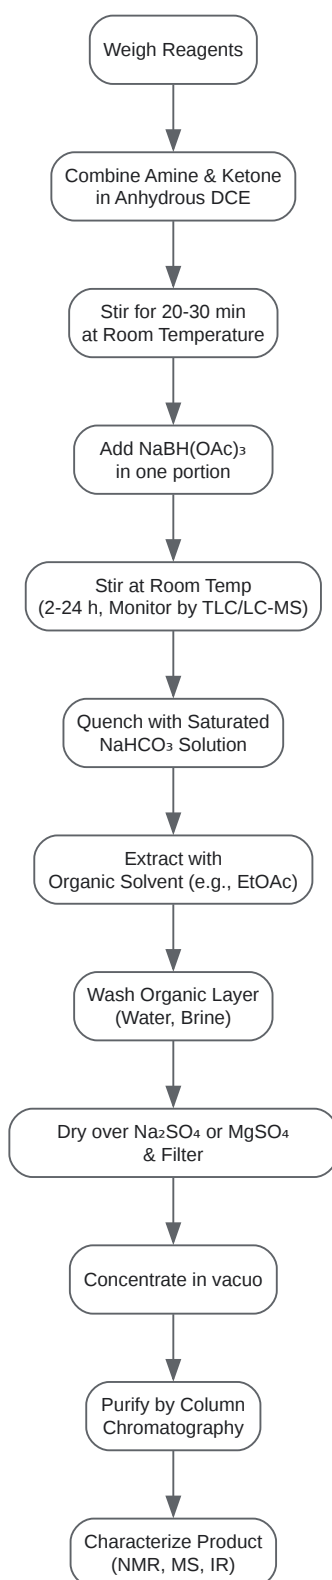 Weigh Reagents
Combine Amine & Ketone
in Anhydrous DCE
Stir for 20-30 min
at Room Temperature
Add NaBH(OAc)₃
in one portion
Stir at Room Temp
(2-24 h, Monitor by TLC/LC-MS)
Quench with Saturated
NaHCO₃ Solution
Extract with
Organic Solvent (e.g., EtOAc)
Wash Organic Layer
(Water, Brine)
Dry over Na₂SO₄ or MgSO₄
& Filter
Concentrate in vacuo
Purify by Column
Chromatography
Characterize Product
(NMR, MS, IR)